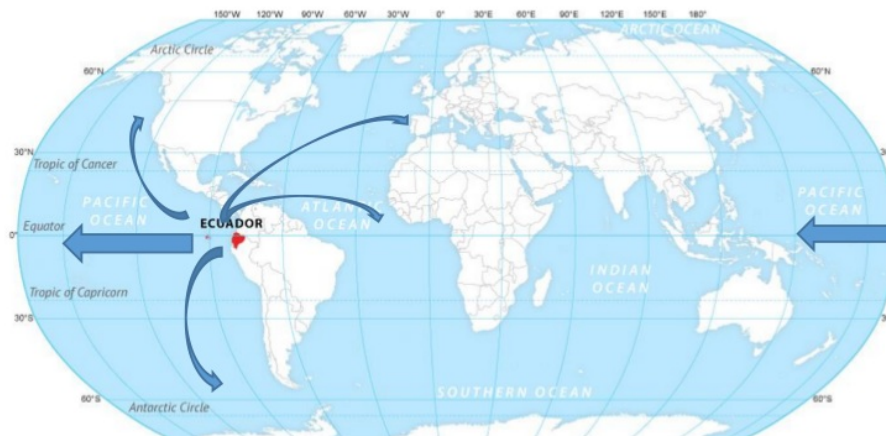 150°W 120°W 90°W 60°W 30°W 0° 30°E 60°E 90°E 120°E 150°E 180°
ARCTIC OCEAN
Arctic Circle
60°N 60°N
30°N 30°
Tropic of Cancer
PACIFIC
OCEAN
ATLANTIC
OCEAN
PACIFIC
OCEAN
Equator
ECUADOR
0°
INDIAN
OCEAN
Tropic of Capricorn
30°S 30°
SOUTHERN OCEAN
60°S 60°S
Antarctic Circle